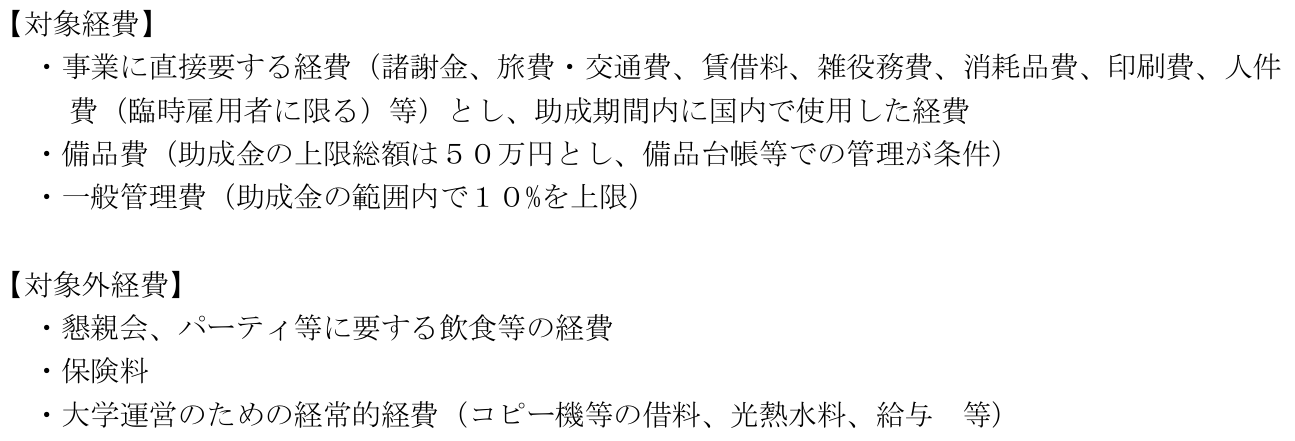 【対象経費】
・事業に直接要する経費（諸謝金、旅費・交通費、賃借料、雑役務費、消耗品費、印刷費、人件
費（臨時雇用者に限る）等）とし、助成期間内に国内で使用した経費
・備品費（助成金の上限総額は５０万円とし、備品台帳等での管理が条件）
・一般管理費（助成金の範囲内で１０%を上限）
【対象外経費】
・懇親会、パーティ等に要する飲食等の経費
・保険料
・大学運営のための経常的経費（コピー機等の借料、光熱水料、給与　等）